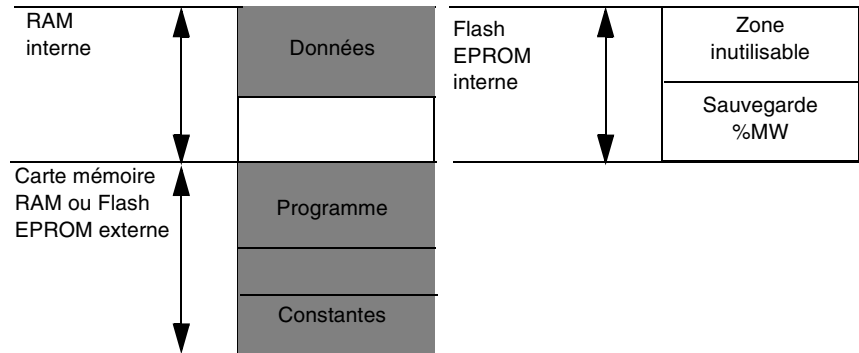 RAM
interne
Données
Flash
EPROM
interne
Zone
inutilisable
Sauvegarde
%MW
Carte mémoire
RAM ou Flash
EPROM externe
Programme
Constantes